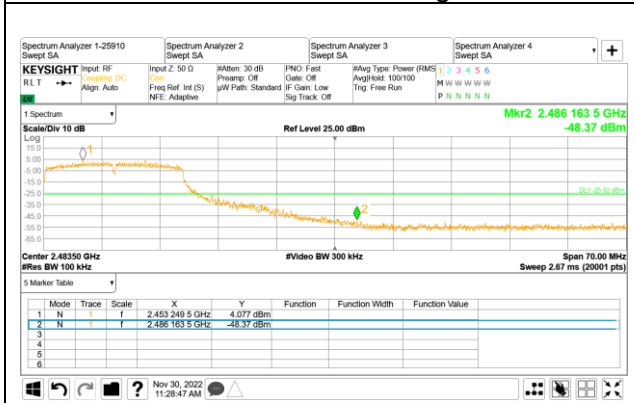 Spectrum Analyzer 1-25910
Swept SA
Spectrum Analyzer 2
Swept SA
Spectrum Analyzer 3
Swept SA
Spectrum Analyzer 4
Swept SA
KEYSIGHT
RLT
Input: RF
Coupling: DC
Align: Auto
Input Z: 50 Ω
Corr
Freq Ref: Int (S)
NFE: Adaptive
#Atten: 30 dB
Preamp: Off
µW Path: Standard
PNO: Fast
Gate: Off
IF Gain: Low
Sig Track: Off
#Avg Type: Power (RMS
Avg|Hold: 100/100
Trig: Free Run
1 2 3 4 5 6
M W W W W W
P N N N N N
1 Spectrum
Mkr2 2.486 163 5 GHz
Scale/Div 10 dB
Ref Level 25.00 dBm
-48.37 dBm
Log
15.0
5.00
-5.00
-15.0
-25.0
-35.0
-45.0
-55.0
-65.0
1
2
DL1 -25.92 dBm
Center 2.48350 GHz
#Video BW 300 kHz
Span 70.00 MHz
#Res BW 100 kHz
Sweep 2.67 ms (20001 pts)
5 Marker Table
Mode Trace Scale X Y Function Function Width Function Value
1 N 1 f 2.453 249 5 GHz 4.077 dBm
2 N 1 f 2.486 163 5 GHz -48.37 dBm
3
4
5
6
?
Nov 30, 2022
11:28:47 AM